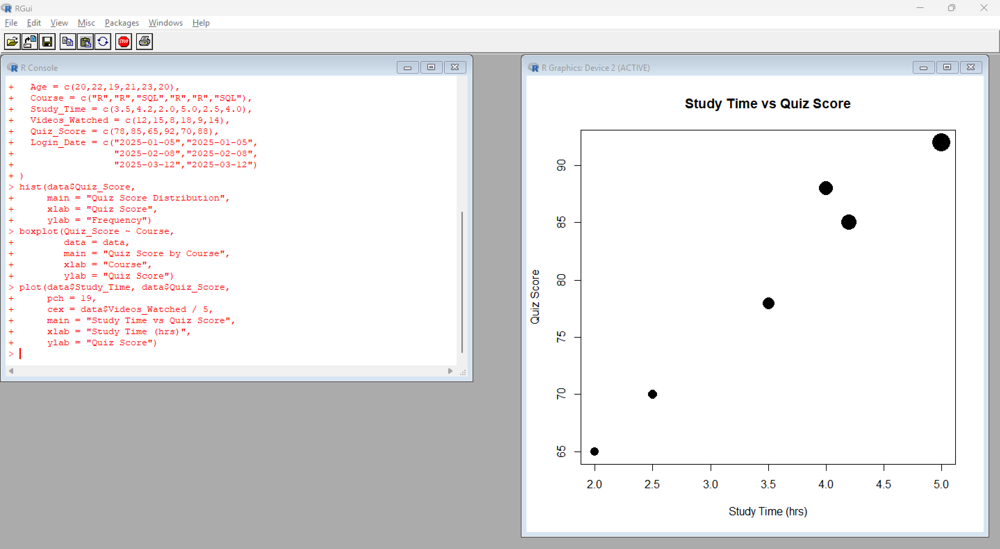 RGui
File Edit View Misc Packages Windows Help
STOP
R Console
+   Age = c(20,22,19,21,23,20),
+   Course = c("R","R","SQL","R","R","SQL"),
+   Study_Time = c(3.5,4.2,2.0,5.0,2.5,4.0),
+   Videos_Watched = c(12,15,8,18,9,14),
+   Quiz_Score = c(78,85,65,92,70,88),
+   Login_Date = c("2025-01-05","2025-01-05",
+                  "2025-02-08","2025-02-08",
+                  "2025-03-12","2025-03-12")
+ )
> hist(data$Quiz_Score,
+      main = "Quiz Score Distribution",
+      xlab = "Quiz Score",
+      ylab = "Frequency")
> boxplot(Quiz_Score ~ Course,
+         data = data,
+         main = "Quiz Score by Course",
+         xlab = "Course",
+         ylab = "Quiz Score")
> plot(data$Study_Time, data$Quiz_Score,
+      pch = 19,
+      cex = data$Videos_Watched / 5,
+      main = "Study Time vs Quiz Score",
+      xlab = "Study Time (hrs)",
+      ylab = "Quiz Score")
>
R Graphics: Device 2 (ACTIVE)
Study Time vs Quiz Score
Quiz Score
90
85
80
75
70
65
2.0 2.5 3.0 3.5 4.0 4.5 5.0
Study Time (hrs)